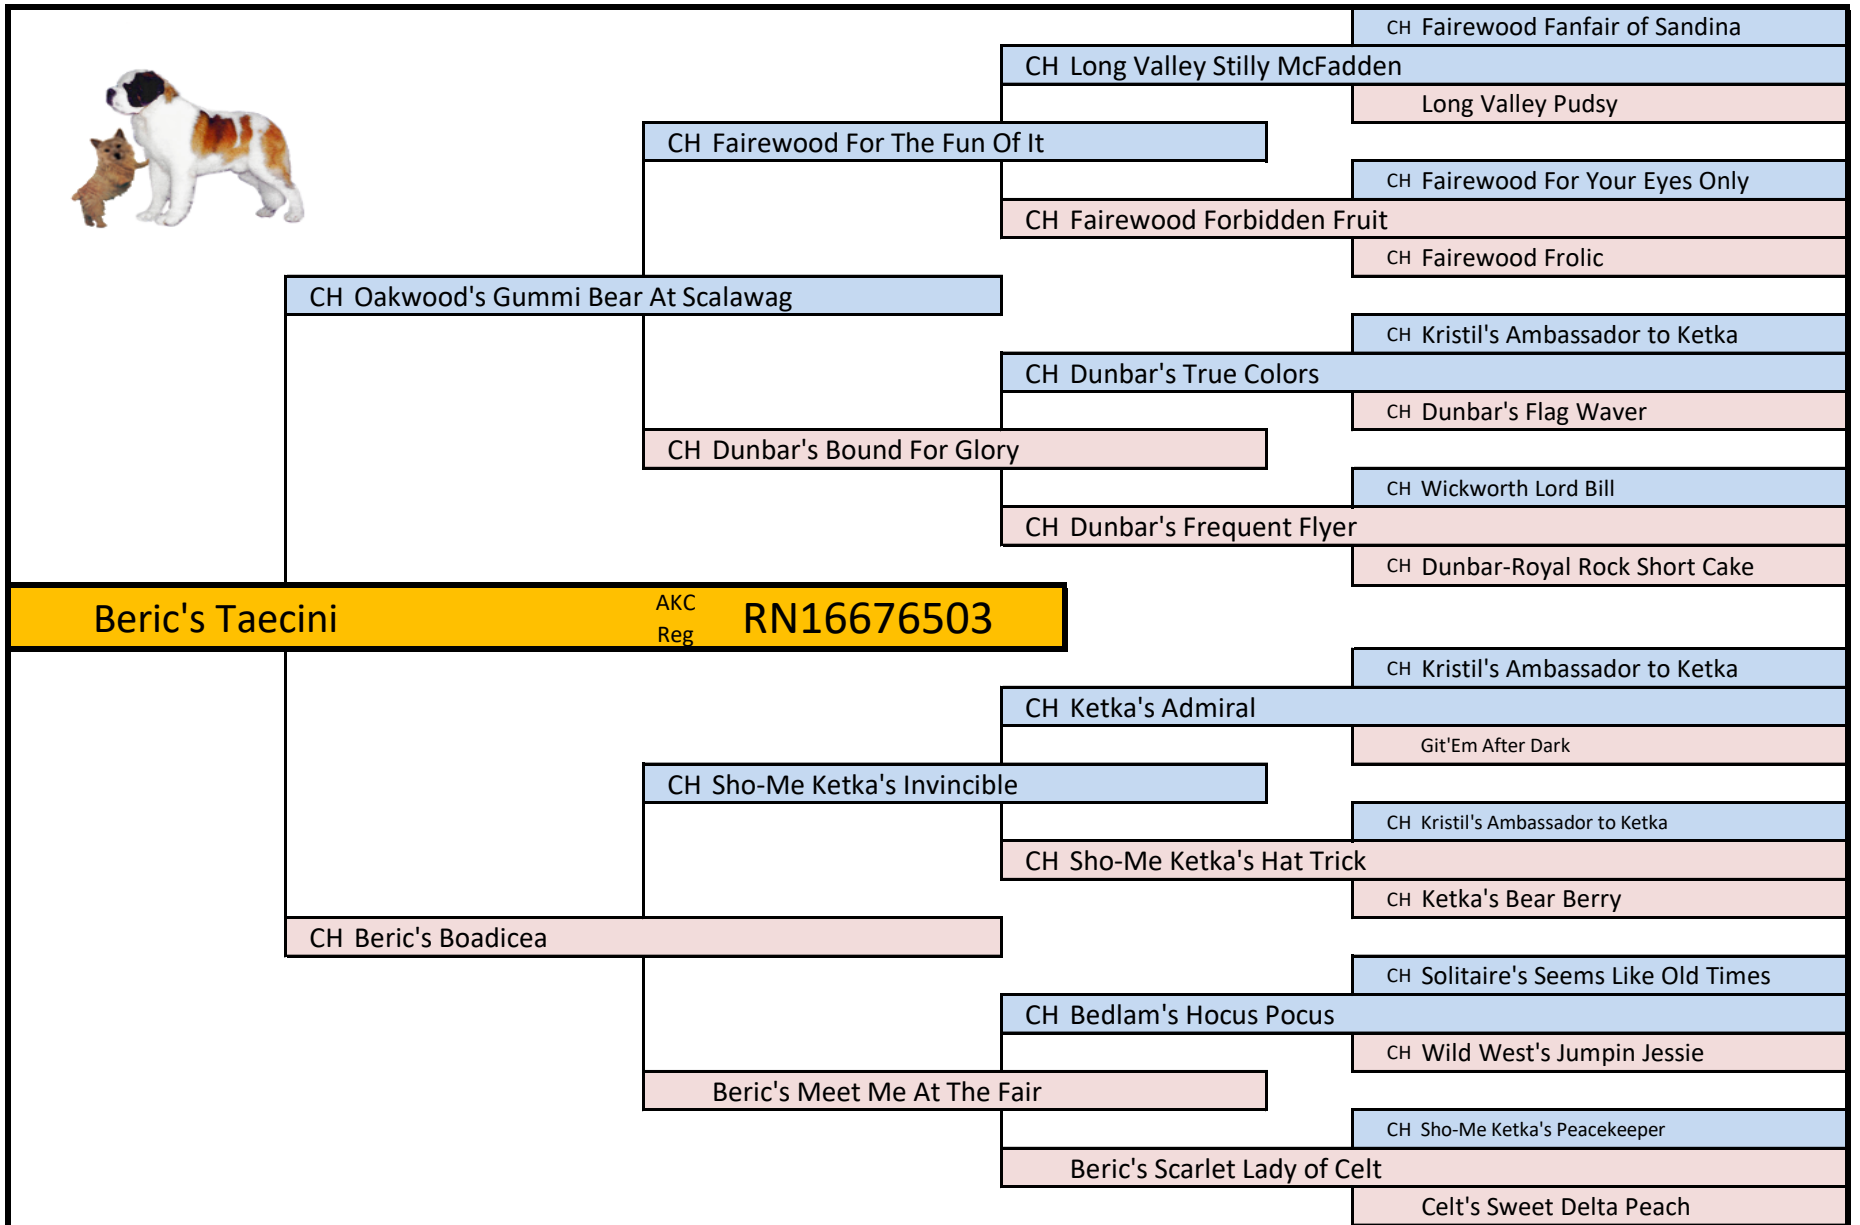 CH Fairewood Fanfair of Sandina
CH Long Valley Stilly McFadden
Long Valley Pudsy
CH Fairewood For The Fun Of It
CH Fairewood For Your Eyes Only
CH Fairewood Forbidden Fruit
CH Fairewood Frolic
CH Oakwood's Gummi Bear At Scalawag
CH Kristil's Ambassador to Ketka
CH Dunbar's True Colors
CH Dunbar's Flag Waver
CH Dunbar's Bound For Glory
CH Wickworth Lord Bill
CH Dunbar's Frequent Flyer
CH Dunbar-Royal Rock Short Cake
Beric's Taecini AKC Reg RN16676503
CH Kristil's Ambassador to Ketka
CH Ketka's Admiral
Git'Em After Dark
CH Sho-Me Ketka's Invincible
CH Kristil's Ambassador to Ketka
CH Sho-Me Ketka's Hat Trick
CH Ketka's Bear Berry
CH Beric's Boadicea
CH Solitaire's Seems Like Old Times
CH Bedlam's Hocus Pocus
CH Wild West's Jumpin Jessie
Beric's Meet Me At The Fair
CH Sho-Me Ketka's Peacekeeper
Beric's Scarlet Lady of Celt
Celt's Sweet Delta Peach